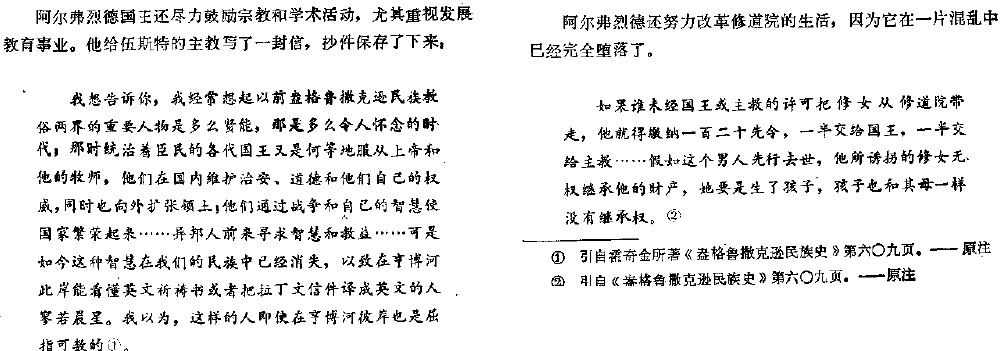 阿尔弗烈德国王还尽力鼓励宗教和学术活动，尤其重视发展
教育事业。他给伍斯特的主教写了一封信，抄件保存了下来：
我想告诉你，我经常想起以前盎格鲁撒克逊民族教
俗两界的重要人物是多么贤能，那是多么令人怀念的时
代；那时统治着臣民的各代国王又是何等地服从上帝和
他的牧师，他们在国内维护治安、道德和他们自己的权
威，同时也向外扩张领土；他们通过战争和自己的智慧使
国家繁荣起来……异邦人前来寻求智慧和教益……可是
如今这种智慧在我们的民族中已经消失，以致在亨博河
此岸能看懂英文祈祷书或者把拉丁文信件译成英文的人
寥若晨星。我以为，这样的人即使在亨博河彼岸也是屈
指可数的①。
阿尔弗烈德还努力改革修道院的生活，因为它在一片混乱中
已经完全堕落了。
如果谁未经国王或主教的许可把修女从修道院带
走，他就得缴纳一百二十先令，一半交给国王，一半交
给主教……假如这个男人先行去世，他所诱拐的修女无
权继承他的财产，她要是生了孩子，孩子也和其母一样
没有继承权。②
① 引自霍奇金所著《盎格鲁撒克逊民族史》第六〇九页。——原注
② 引自《盎格鲁撒克逊民族史》第六〇九页。——原注